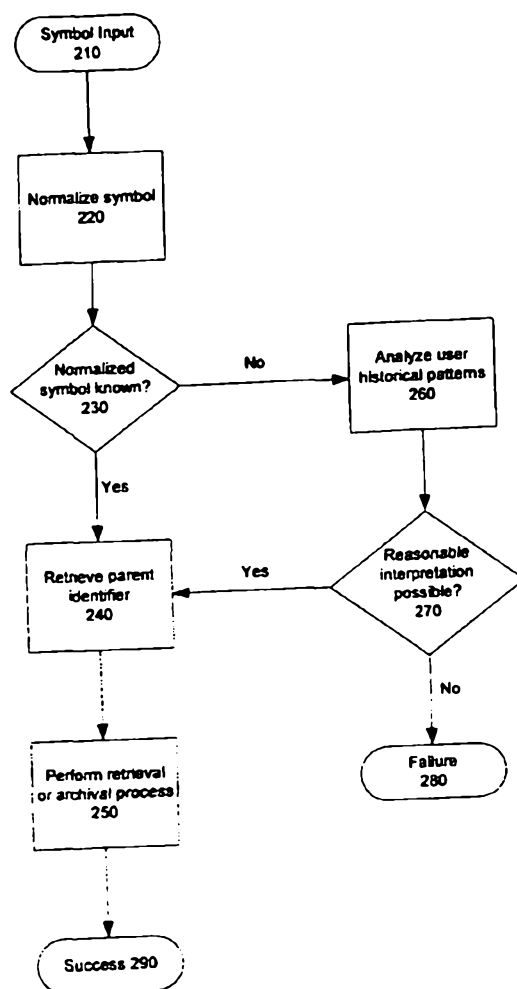 Symbol Input
210
Normalize symbol
220
Normalized
symbol known?
230
No
Analyze user
historical patterns
260
Yes
Retrieve parent
identifier
240
Yes
Reasonable
interpretation
possible?
270
No
Perform retrieval
or archival process
250
Failure
280
Success 290